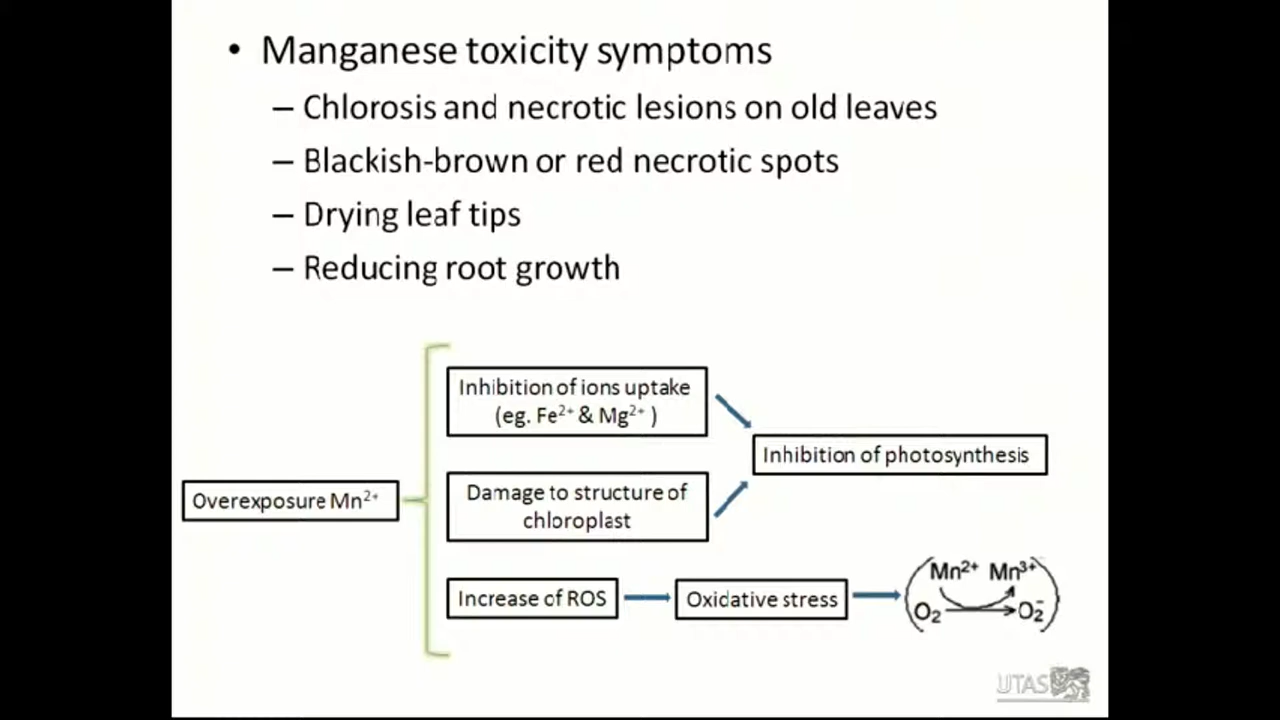 • Manganese toxicity symptoms
– Chlorosis and necrotic lesions on old leaves
– Blackish-brown or red necrotic spots
– Drying leaf tips
– Reducing root growth
Inhibition of ions uptake
(eg. Fe²⁺ & Mg²⁺ )
Inhibition of photosynthesis
Overexposure Mn²⁺
Damage to structure of
chloroplast
Increase of ROS
Oxidative stress
Mn²⁺ Mn³⁺
O₂ O₂⁻
UTAS